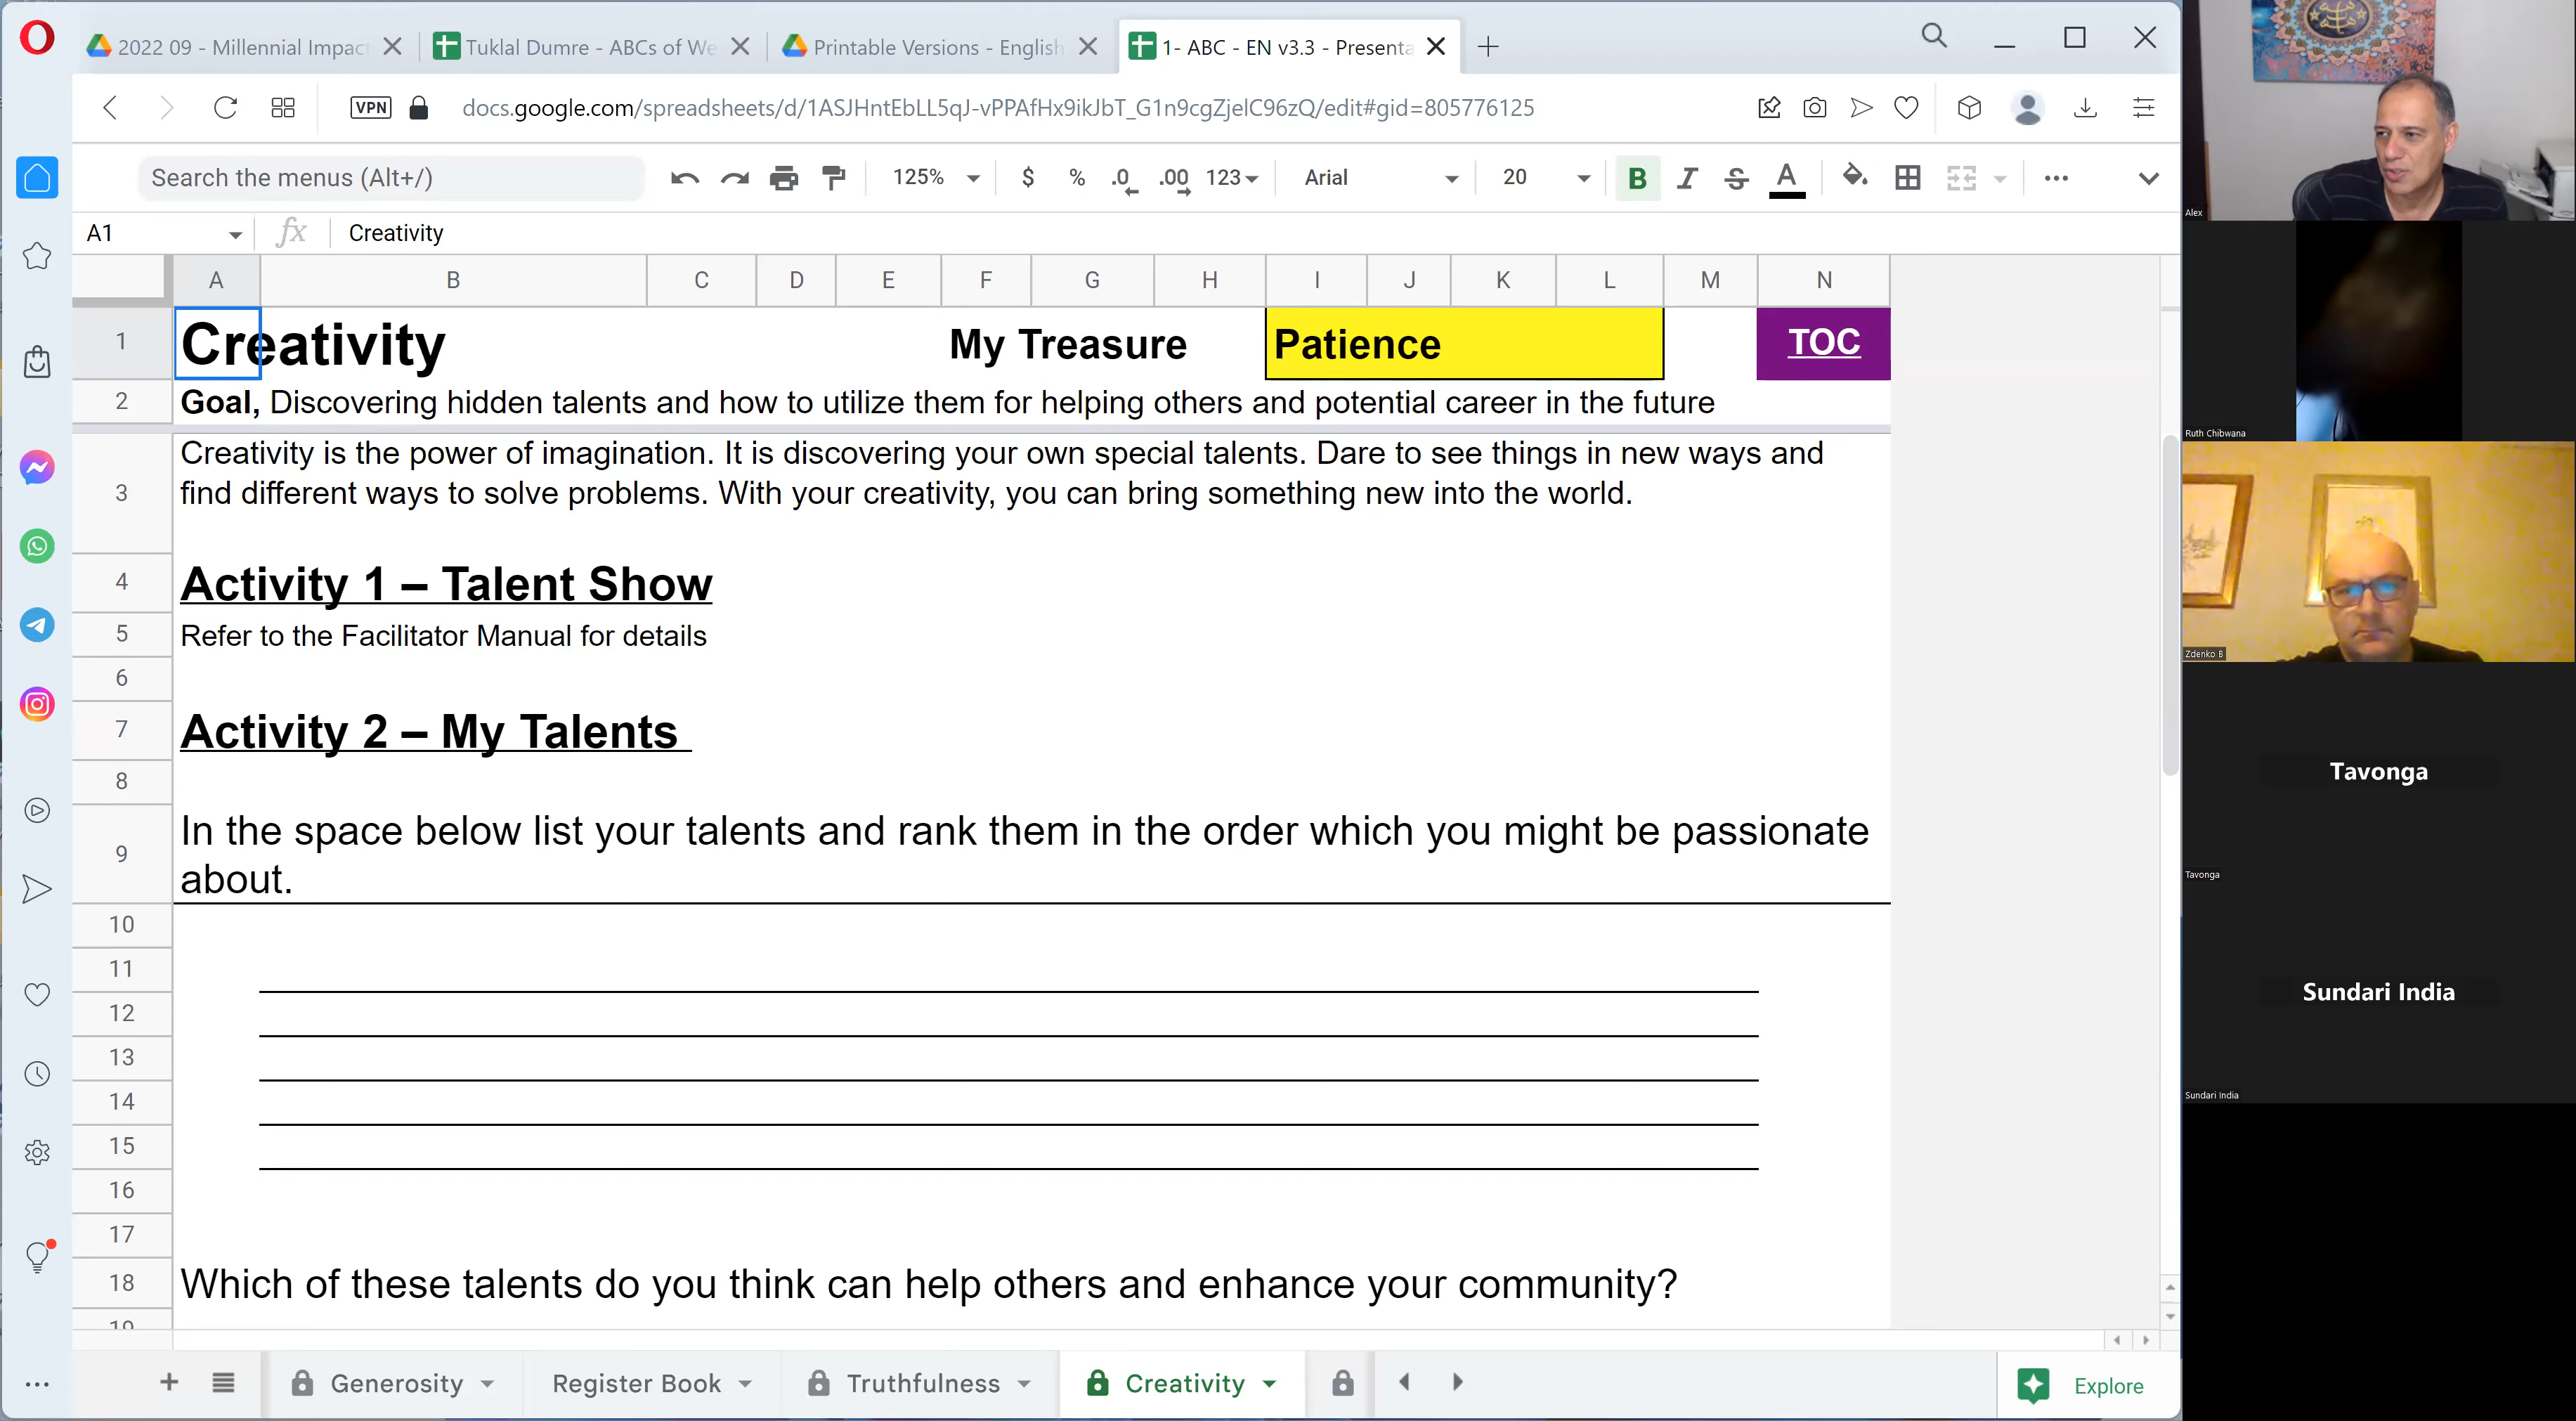 2022 09 - Millennial Impac
Tuklal Dumre - ABCs of We
Printable Versions - English
1- ABC - EN v3.3 - Presenta
VPN
docs.google.com/spreadsheets/d/1ASJHntEbLL5qJ-vPPAfHx9ikJbT_G1n9cgZjelC96zQ/edit#gid=805776125
Search the menus (Alt+/)
125%
$ % .0 .00 123
Arial
20
B I S A
A1
fx
Creativity
A B C D E F G H I J K L M N
1 Creativity My Treasure Patience TOC
2 Goal, Discovering hidden talents and how to utilize them for helping others and potential career in the future
3 Creativity is the power of imagination. It is discovering your own special talents. Dare to see things in new ways and
find different ways to solve problems. With your creativity, you can bring something new into the world.
4 Activity 1 – Talent Show
5 Refer to the Facilitator Manual for details
6
7 Activity 2 – My Talents
8
9 In the space below list your talents and rank them in the order which you might be passionate
about.
10
11
12
13
14
15
16
17
18 Which of these talents do you think can help others and enhance your community?
19
Generosity
Register Book
Truthfulness
Creativity
Explore
Alex
Ruth Chibwana
Zdenko B
Tavonga
Tavonga
Sundari India
Sundari India